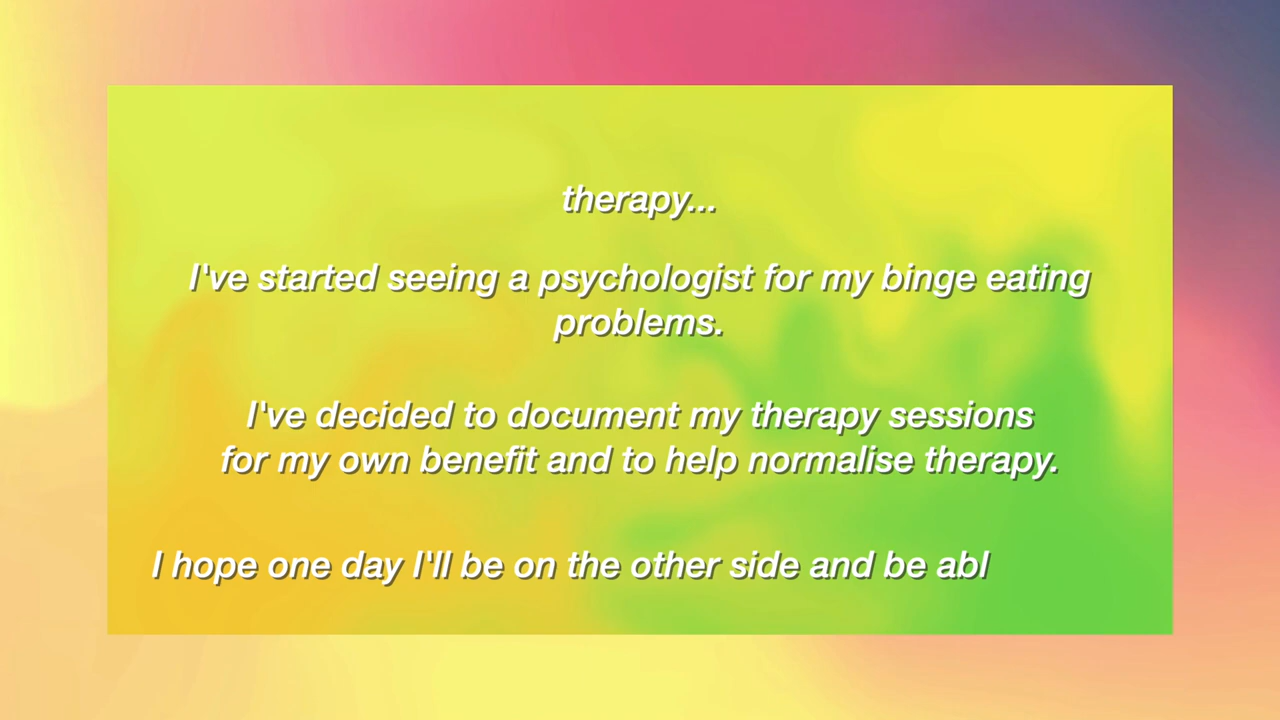 therapy...
I've started seeing a psychologist for my binge eating
problems.
I've decided to document my therapy sessions
for my own benefit and to help normalise therapy.
I hope one day I'll be on the other side and be abl